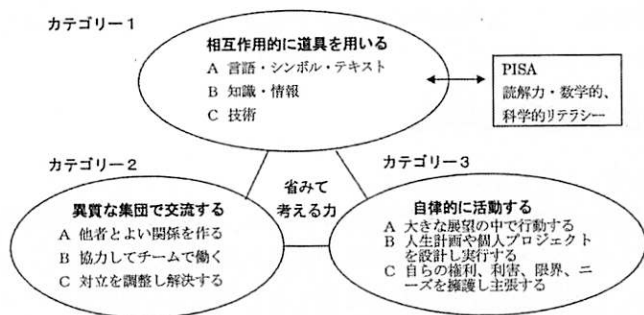 カテゴリー1
相互作用的に道具を用いる
A 言語・シンボル・テキスト
B 知識・情報
C 技術
PISA
読解力・数学的、
科学的リテラシー
カテゴリー2
異質な集団で交流する
A 他者とよい関係を作る
B 協力してチームで働く
C 対立を調整し解決する
省みて
考える力
カテゴリー3
自律的に活動する
A 大きな展望の中で行動する
B 人生計画や個人プロジェクト
を設計し実行する
C 自らの権利、利害、限界、ニ
ーズを擁護し主張する